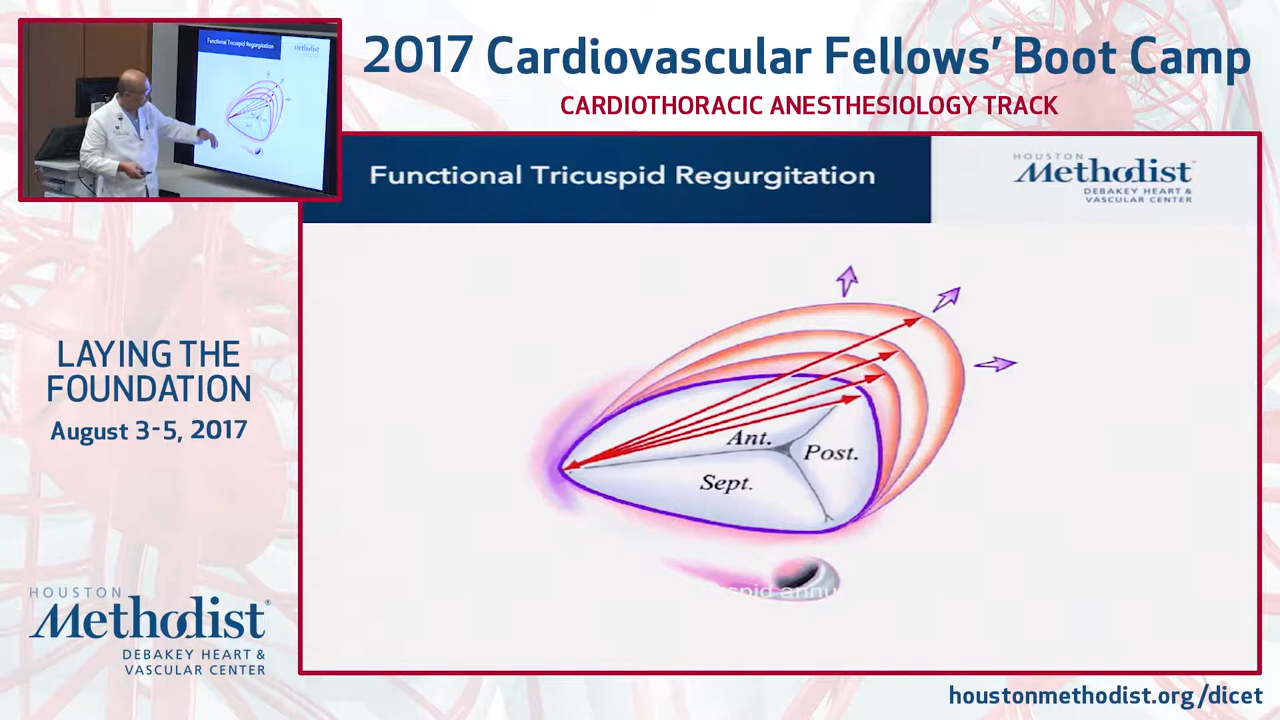 2017 Cardiovascular Fellows’ Boot Camp
CARDIOTHORACIC ANESTHESIOLOGY TRACK
Functional Tricuspid Regurgitation
Methodist
Functional Tricuspid Regurgitation
HOUSTON
Methodist
DEBAKEY HEART &
VASCULAR CENTER
LAYING THE
FOUNDATION
August 3-5, 2017
Ant.
Post.
Sept.
HOUSTON
Methodist®
DEBAKEY HEART &
VASCULAR CENTER
houstonmethodist.org/dicet